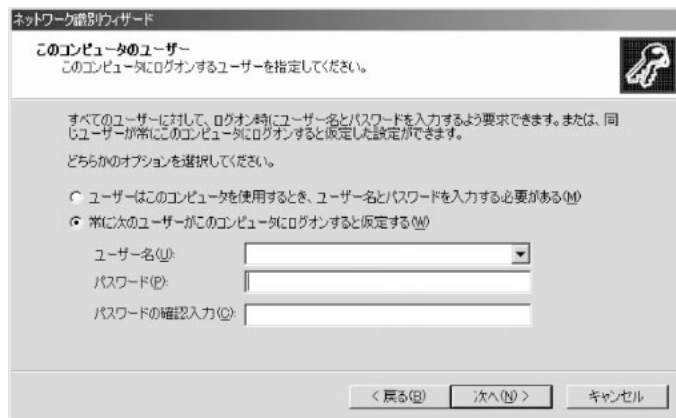 ネットワーク識別ウィザード
このコンピュータのユーザー
このコンピュータにログオンするユーザーを指定してください。
すべてのユーザーに対して、ログオン時にユーザー名とパスワードを入力するよう要求できます。または、同
じユーザーが常にこのコンピュータにログオンすると仮定した設定ができます。
どちらかのオプションを選択してください。
ユーザーはこのコンピュータを使用するとき、ユーザー名とパスワードを入力する必要がある(M)
常に次のユーザーがこのコンピュータにログオンすると仮定する(W)
ユーザー名(U):
パスワード(P):
パスワードの確認入力(C):
< 戻る(B)
次へ(N) >
キャンセル